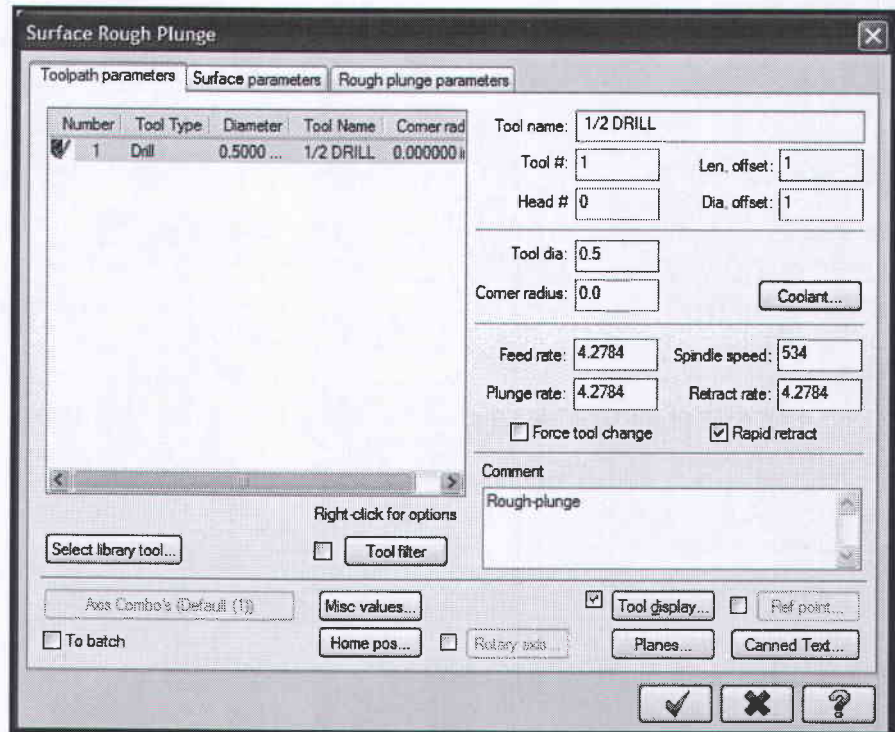 Surface Rough Plunge
Toolpath parameters Surface parameters Rough plunge parameters
Number Tool Type Diameter Tool Name Corner rad
1 Drill 0.5000 ... 1/2 DRILL 0.000000 i
Tool name: 1/2 DRILL
Tool #: 1 Len. offset: 1
Head # 0 Dia. offset: 1
Tool dia: 0.5
Corner radius: 0.0 Coolant...
Feed rate: 4.2784 Spindle speed: 534
Plunge rate: 4.2784 Retract rate: 4.2784
Force tool change Rapid retract
Comment
Rough-plunge
Right-click for options
Select library tool... Tool filter
Axis Combo's (Default (1)) Misc values... Tool display... Ref point...
To batch Home pos... Rotary axis... Planes... Canned Text...